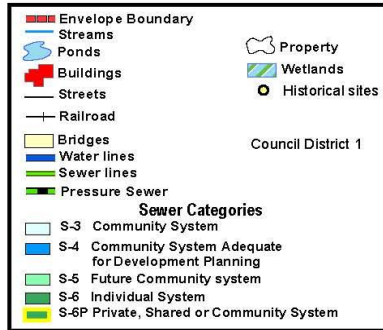 Envelope Boundary
Streams
Ponds
Buildings
Streets
Railroad
Bridges
Water lines
Sewer lines
Pressure Sewer
Property
Wetlands
Historical sites
Council District 1
Sewer Categories
S-3 Community System
S-4 Community System Adequate
for Development Planning
S-5 Future Community system
S-6 Individual System
S-6P Private, Shared or Community System